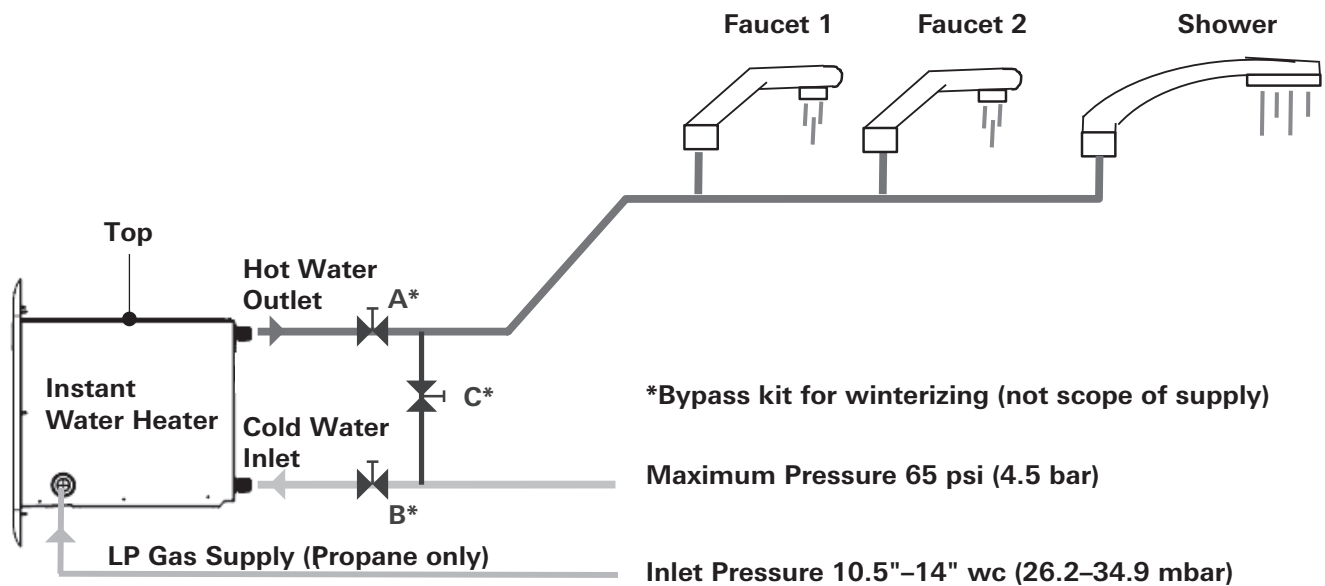 Faucet 1
Faucet 2
Shower
Top
Hot Water
Outlet
A*
Instant
Water Heater
C*
*Bypass kit for winterizing (not scope of supply)
Cold Water
Inlet
B*
Maximum Pressure 65 psi (4.5 bar)
LP Gas Supply (Propane only)
Inlet Pressure 10.5"–14" wc (26.2–34.9 mbar)